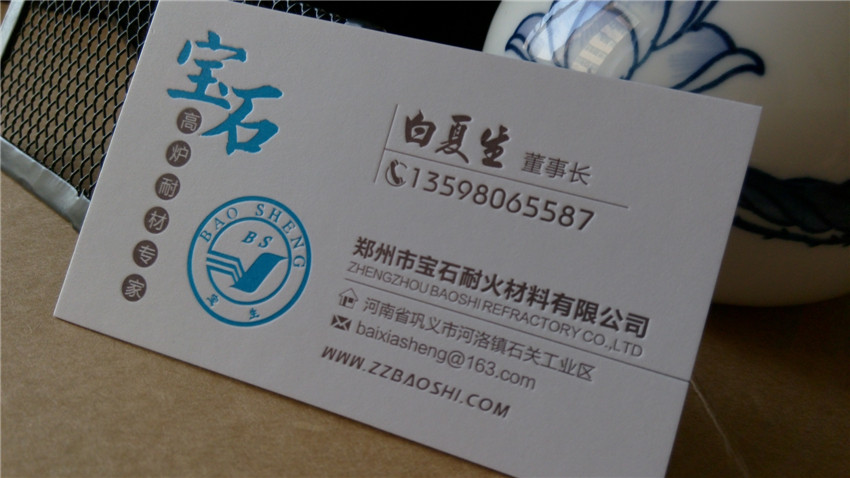 宝石
高炉耐材专家
BAO SHENG
BS
宝生
白夏生 董事长
13598065587
郑州市宝石耐火材料有限公司
ZHENGZHOU BAOSHI REFRACTORY CO.,LTD
河南省巩义市河洛镇石关工业区
baixiasheng@163.com
WWW.ZZBAOSHI.COM